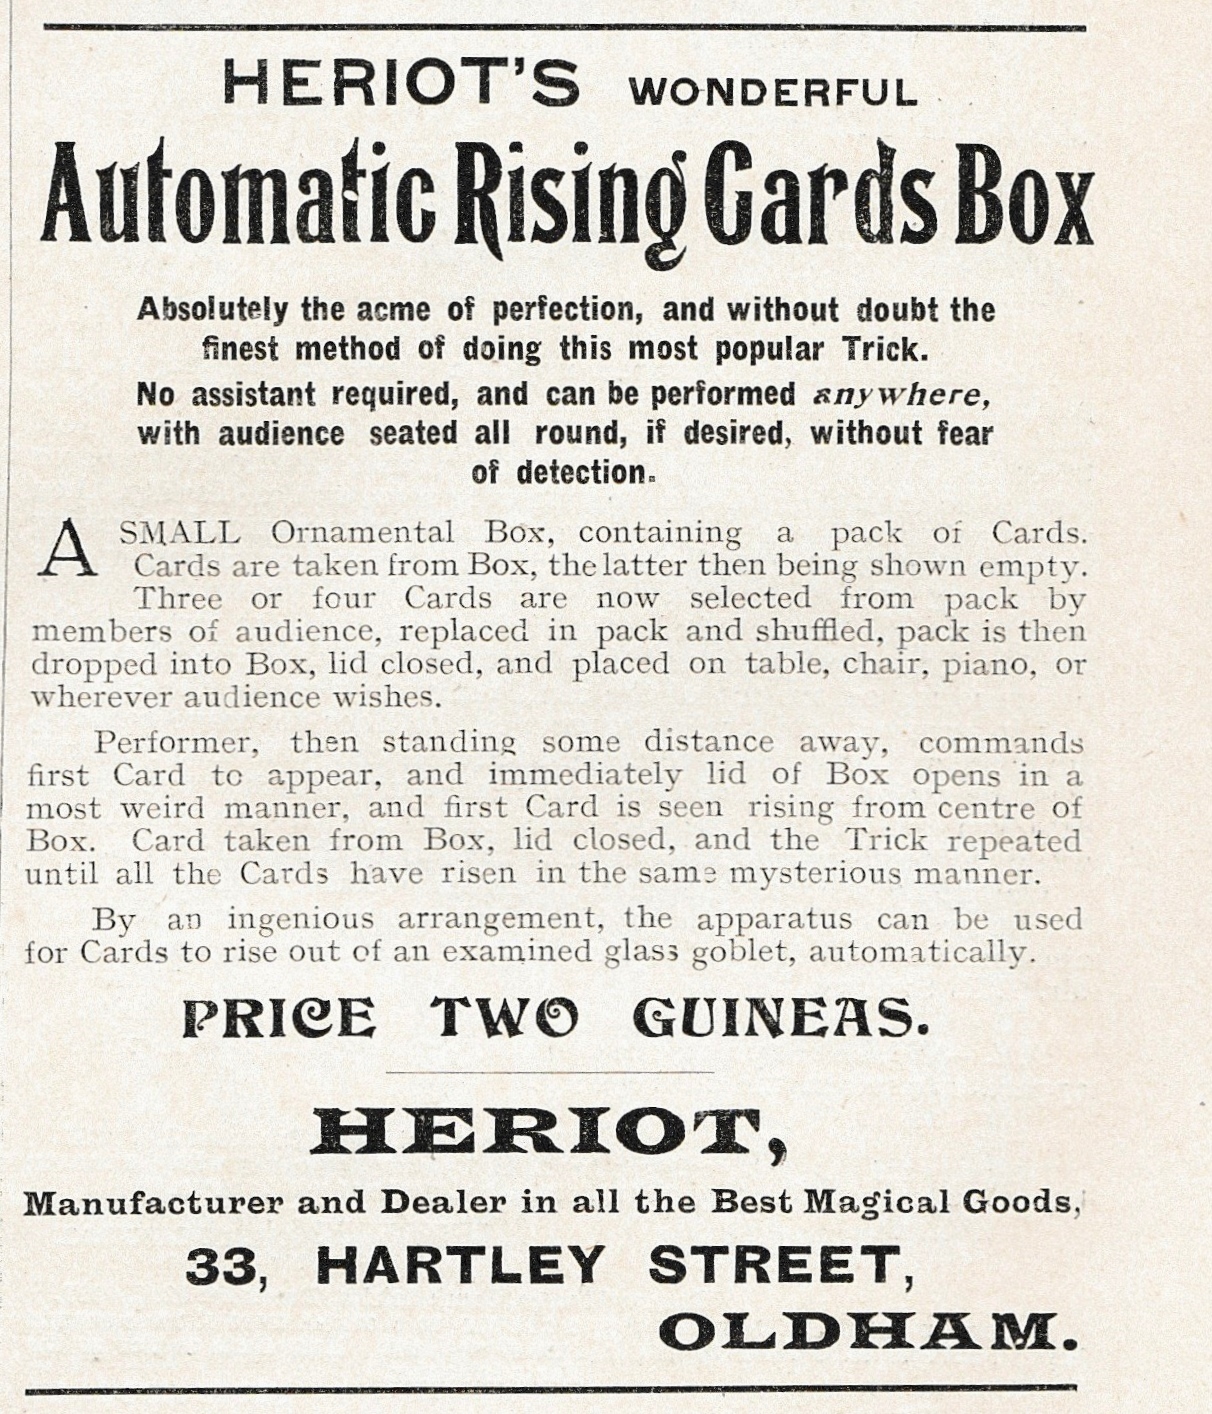 HERIOT'S WONDERFUL
Automatic Rising Cards Box
Absolutely the acme of perfection, and without doubt the
finest method of doing this most popular Trick.
No assistant required, and can be performed anywhere,
with audience seated all round, if desired, without fear
of detection.
A SMALL Ornamental Box, containing a pack of Cards.
Cards are taken from Box, the latter then being shown empty.
Three or four Cards are now selected from pack by
members of audience, replaced in pack and shuffled, pack is then
dropped into Box, lid closed, and placed on table, chair, piano, or
wherever audience wishes.
Performer, then standing some distance away, commands
first Card to appear, and immediately lid of Box opens in a
most weird manner, and first Card is seen rising from centre of
Box. Card taken from Box, lid closed, and the Trick repeated
until all the Cards have risen in the same mysterious manner.
By an ingenious arrangement, the apparatus can be used
for Cards to rise out of an examined glass goblet, automatically.
PRICE TWO GUINEAS.
HERIOT,
Manufacturer and Dealer in all the Best Magical Goods,
33, HARTLEY STREET,
OLDHAM.